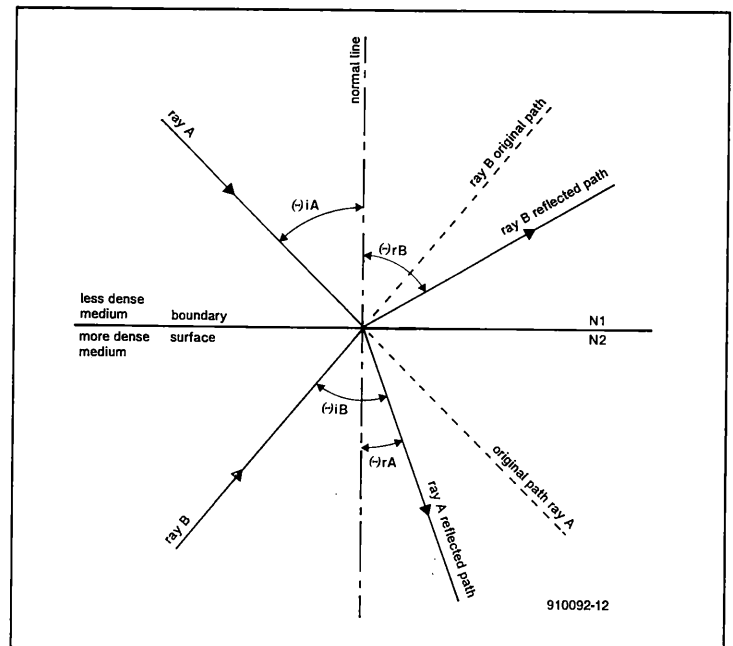 normal line
ray A
ray B original path
(-)iA
ray B reflected path
(-)rB
less dense
medium
boundary
N1
more dense
medium
surface
N2
(-)iB
(-)rA
original path ray A
ray B
ray A reflected path
910092-12